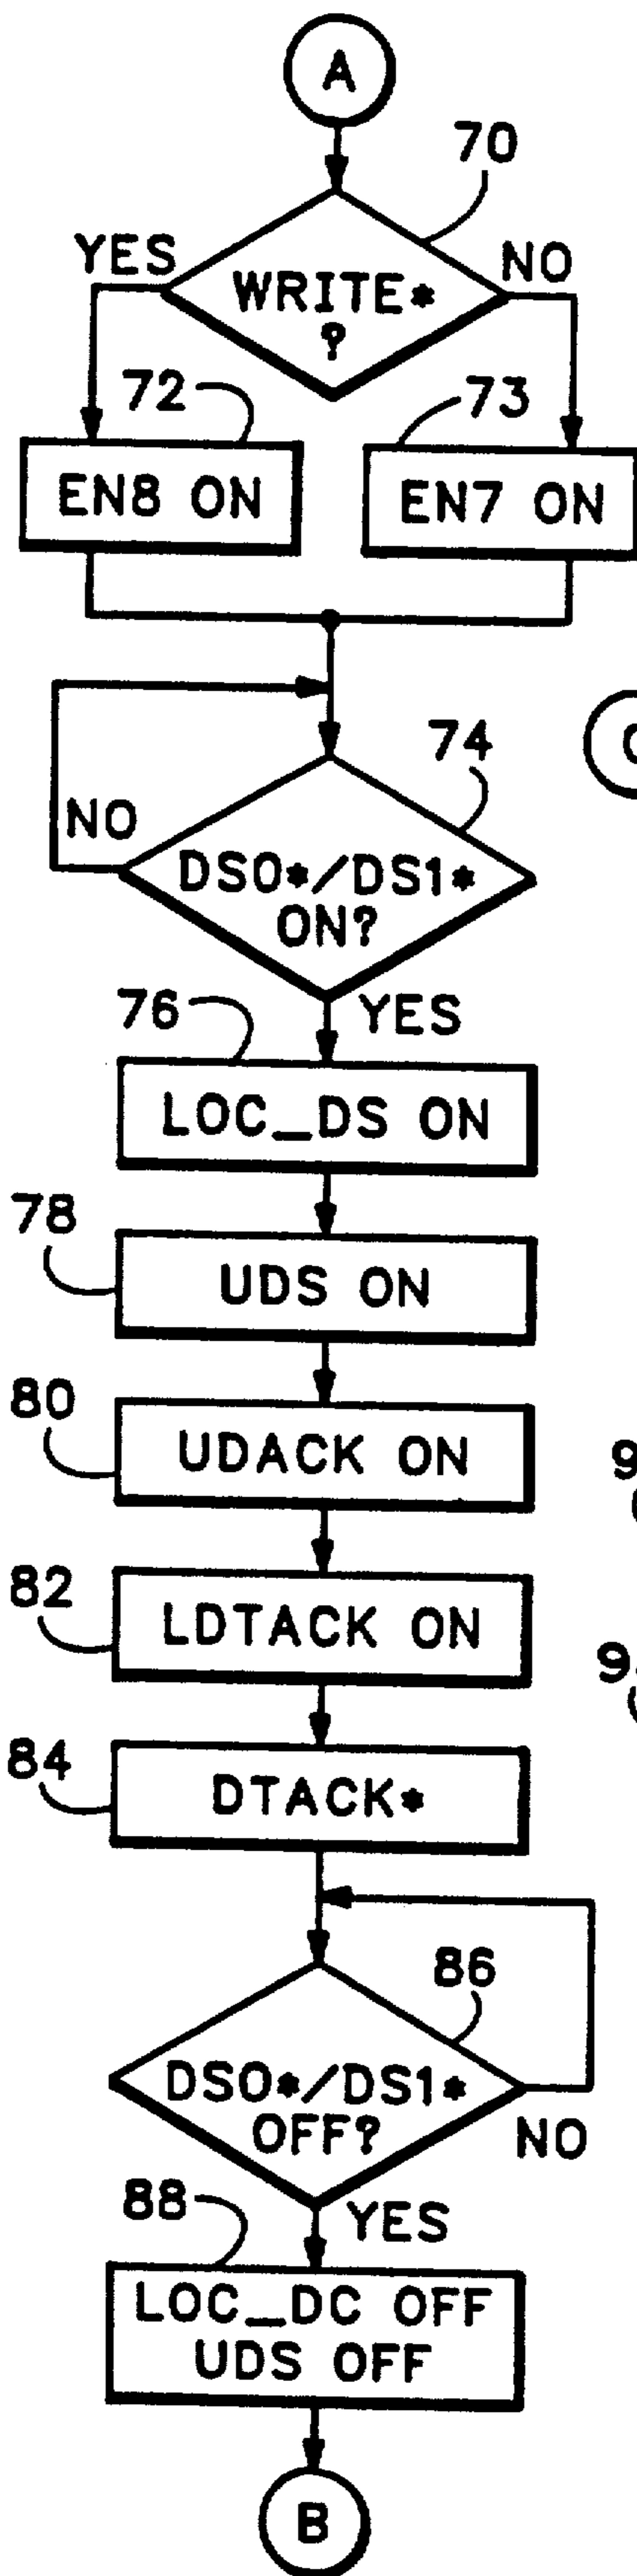 A
70
YES
NO
WRITE*
?
72
73
EN8 ON
EN7 ON
74
NO
DS0*/DS1*
ON?
76
YES
LOC_DS ON
78
UDS ON
80
UDACK ON
9
82
LDTACK ON
9
84
DTACK*
86
DS0*/DS1*
OFF?
NO
88
YES
LOC_DC OFF
UDS OFF
B